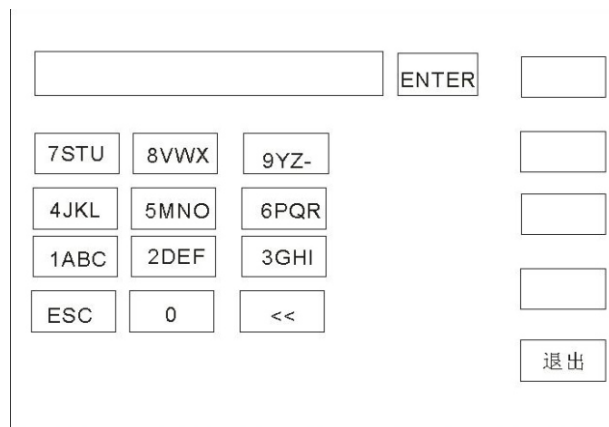 ENTER
7STU 8VWX 9YZ-
4JKL 5MNO 6PQR
1ABC 2DEF 3GHI
ESC 0 <<
退出